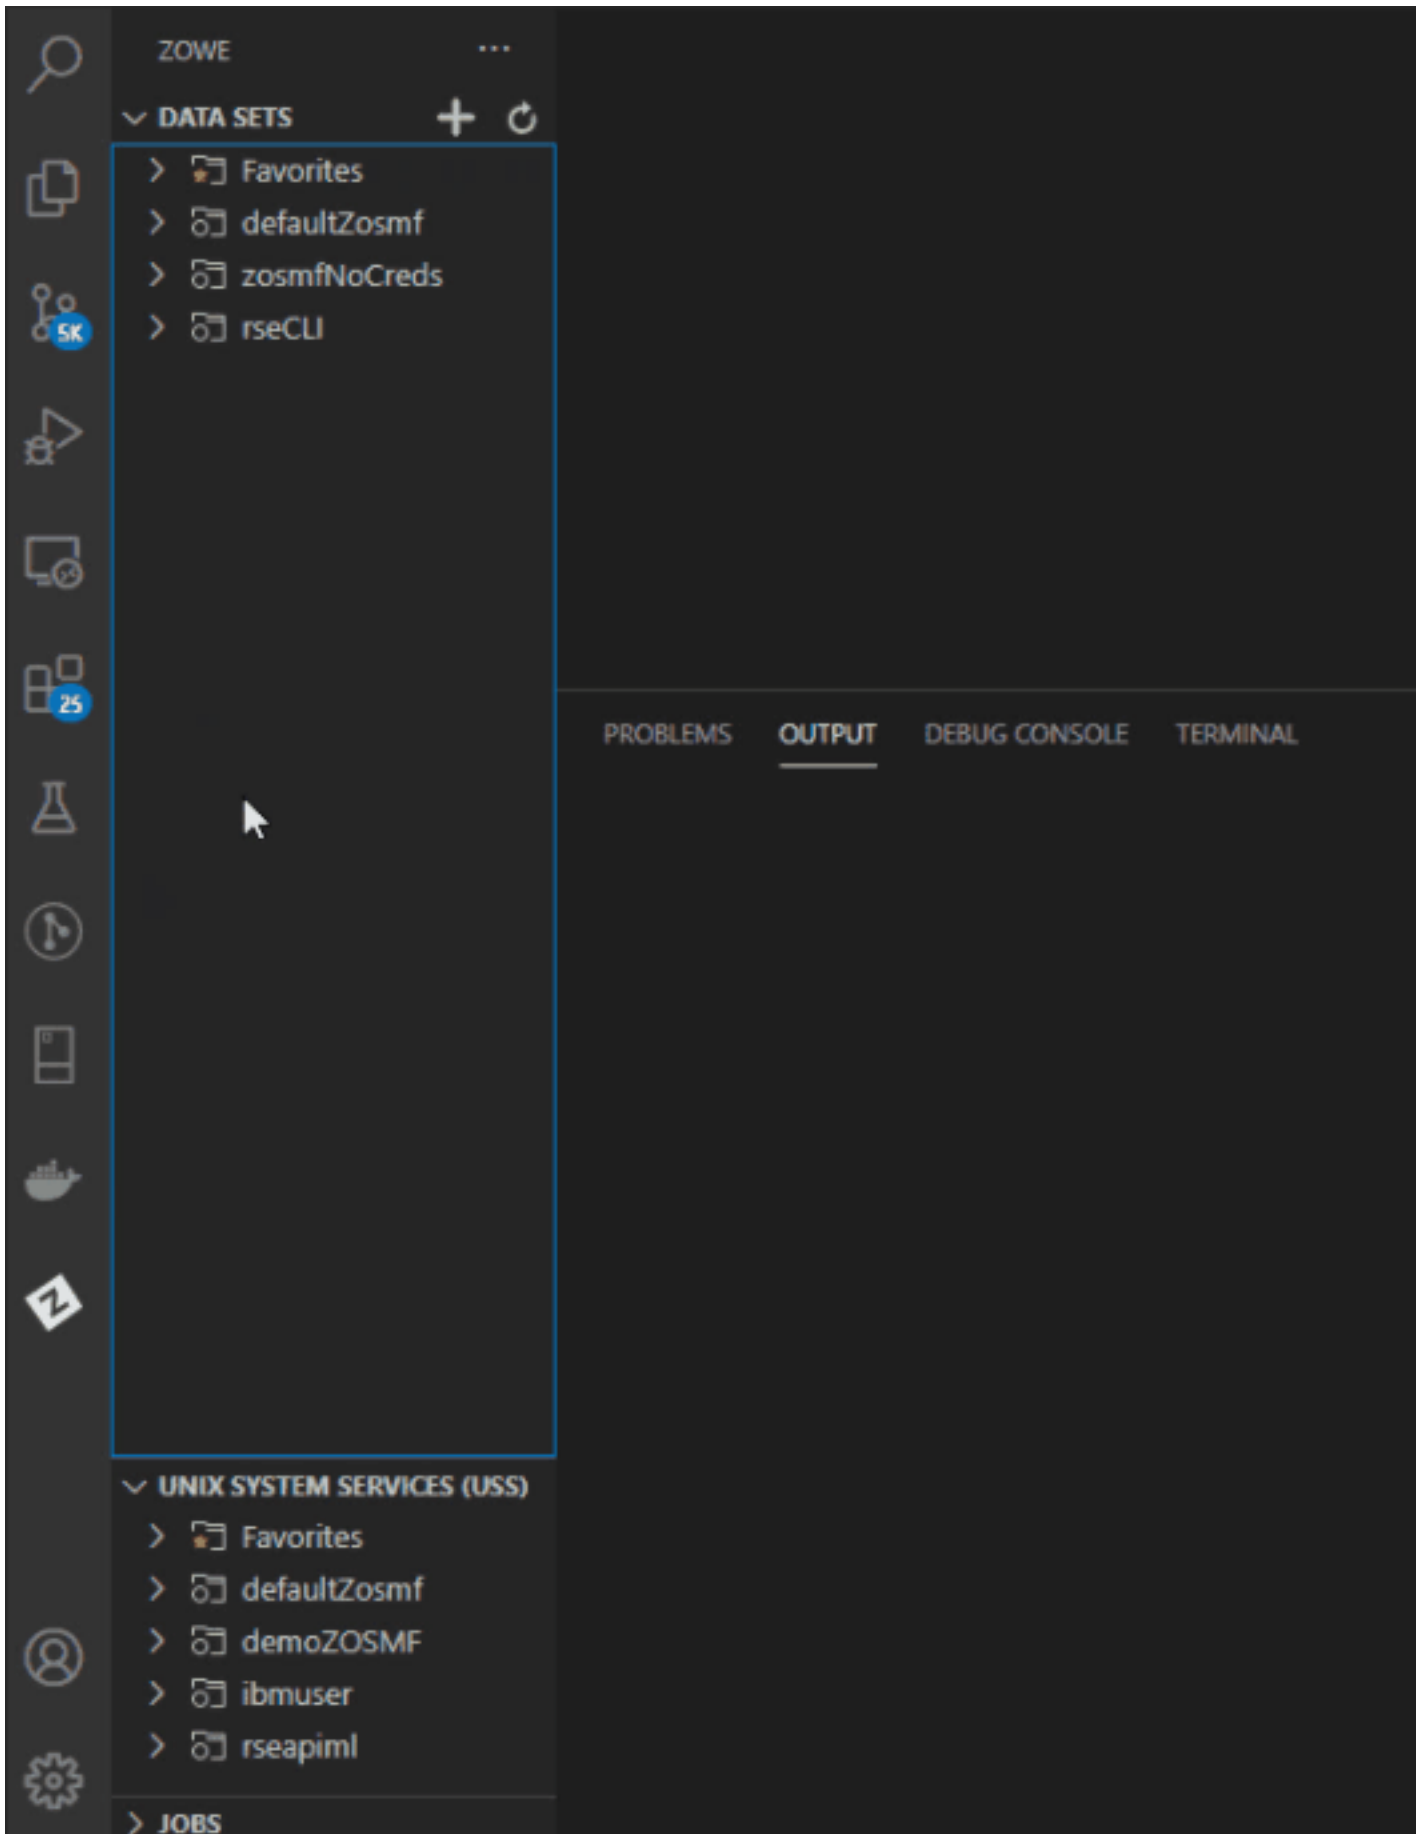 ZOWE
DATA SETS
Favorites
defaultZosmf
zosmfNoCreds
rseCLI
5K
25
Z
PROBLEMS OUTPUT DEBUG CONSOLE TERMINAL
UNIX SYSTEM SERVICES (USS)
Favorites
defaultZosmf
demoZOSMF
ibmuser
rseapiml
JOBS